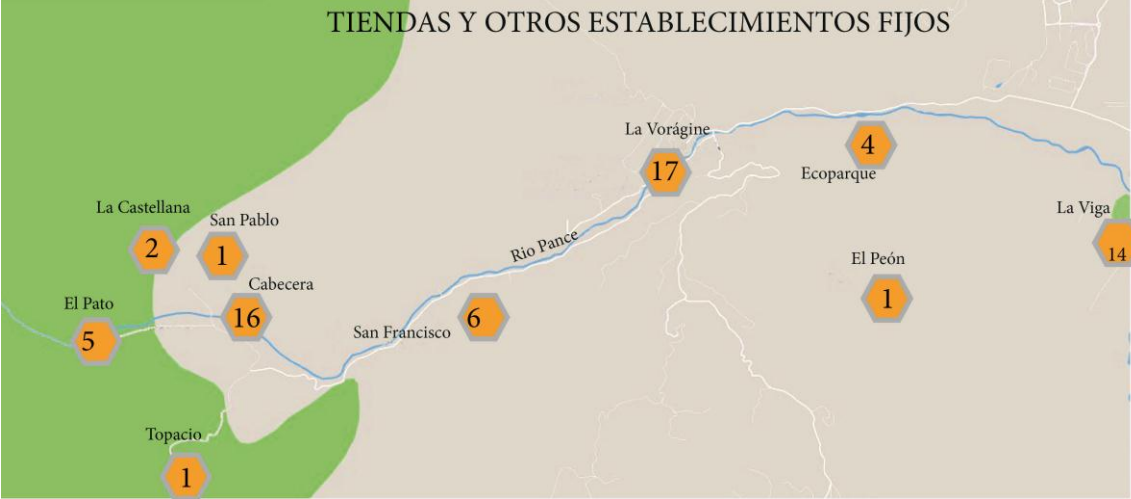 TIENDAS Y OTROS ESTABLECIMIENTOS FIJOS
La Vorágine
17
4
Ecoparque
La Viga
14
La Castellana
2
San Pablo
1
Rio Pance
El Peón
1
Cabecera
16
El Pato
5
San Francisco
6
Topacio
1